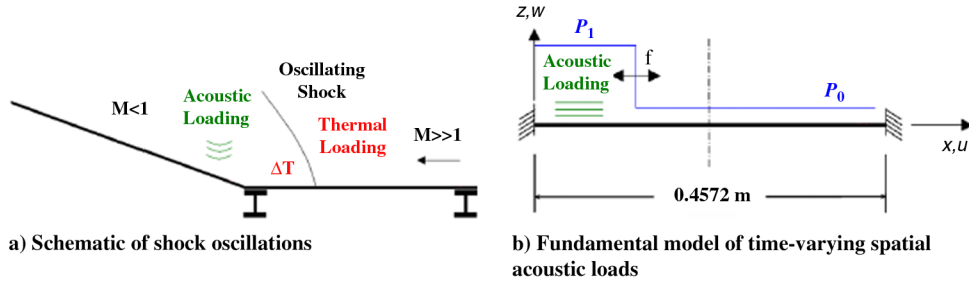 Oscillating
Shock
M<1
Acoustic
Loading
Thermal
Loading
M>>1
ΔT
a) Schematic of shock oscillations
z,w
P1
Acoustic
Loading
f
P0
x,u
0.4572 m
b) Fundamental model of time-varying spatial
acoustic loads